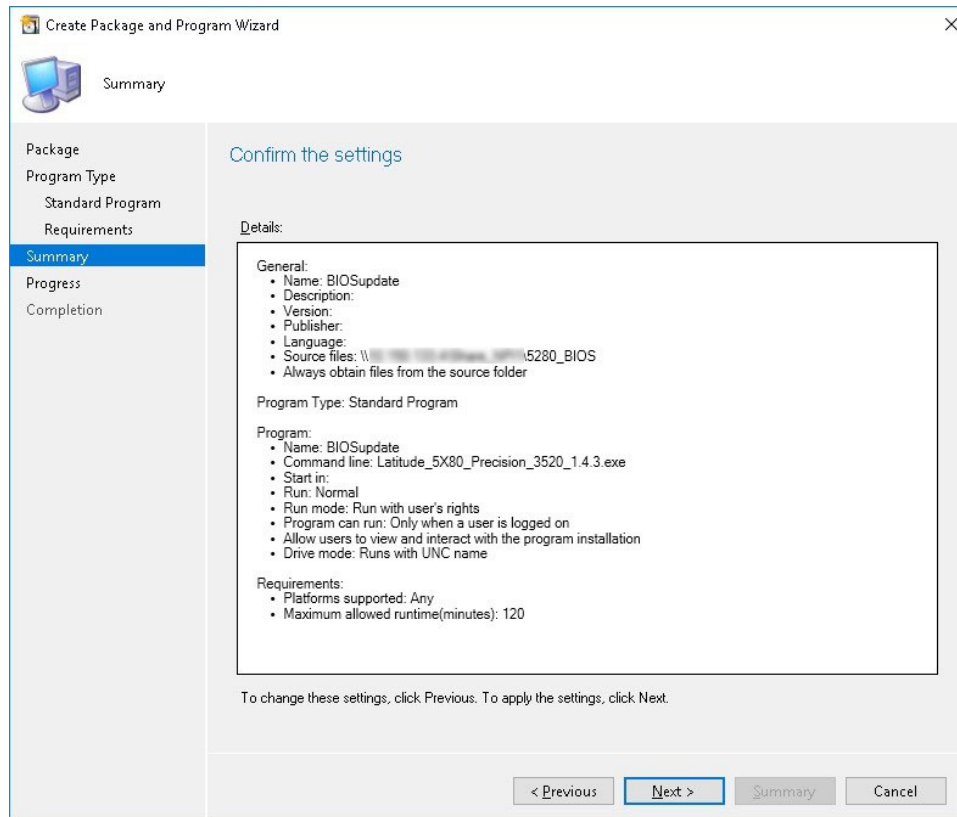 Create Package and Program Wizard
Summary
Package
Program Type
Standard Program
Requirements
Summary
Progress
Completion
Confirm the settings
Details:
General:
• Name: BIOSupdate
• Description:
• Version:
• Publisher:
• Language:
• Source files: \\ \5280_BIOS
• Always obtain files from the source folder
Program Type: Standard Program
Program:
• Name: BIOSupdate
• Command line: Latitude_5X80_Precision_3520_1.4.3.exe
• Start in:
• Run: Normal
• Run mode: Run with user's rights
• Program can run: Only when a user is logged on
• Allow users to view and interact with the program installation
• Drive mode: Runs with UNC name
Requirements:
• Platforms supported: Any
• Maximum allowed runtime(minutes): 120
To change these settings, click Previous. To apply the settings, click Next.
< Previous
Next >
Summary
Cancel